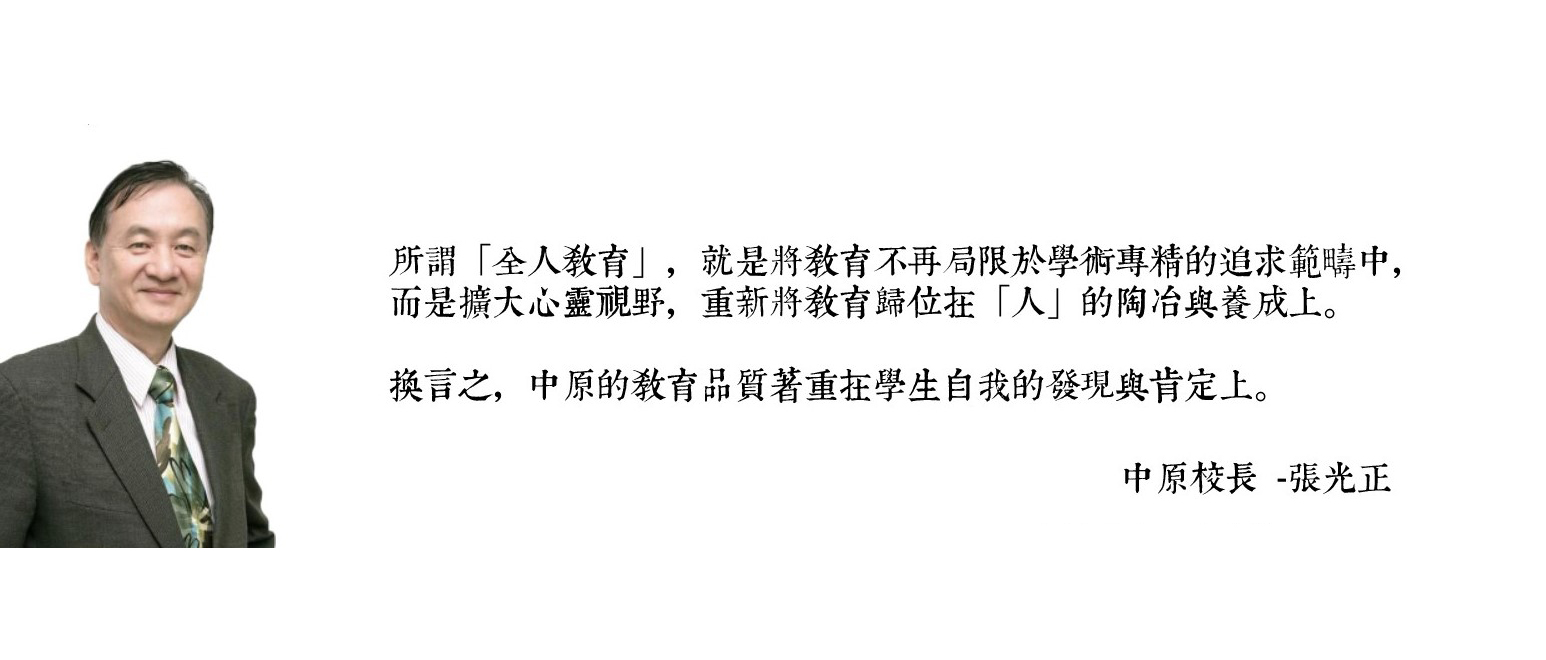 所謂「全人教育」，就是將教育不再局限於學術專精的追求範疇中，
而是擴大心靈視野，重新將教育歸位在「人」的陶冶與養成上。
換言之，中原的教育品質著重在學生自我的發現與肯定上。
中原校長 -張光正